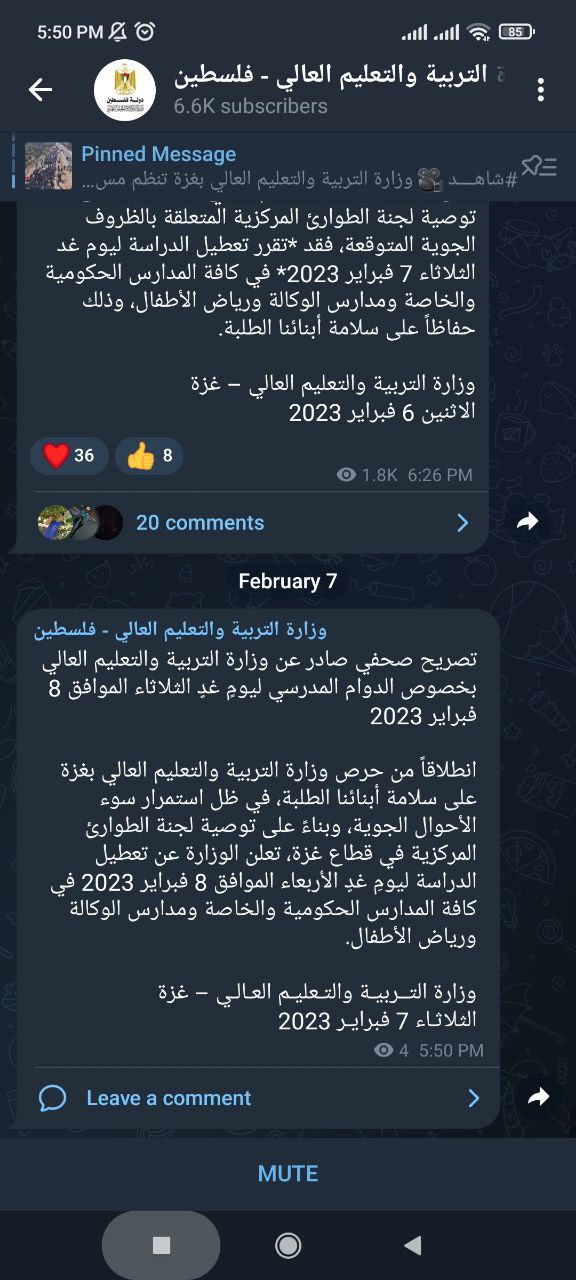 5:50 PM
85
التربية والتعليم العالي - فلسطين
6.6K subscribers
Pinned Message
#شاهـــد 🎥 وزارة التربية والتعليم العالي بغزة تنظم مس...
توصية لجنة الطوارئ المركزية المتعلقة بالظروف
الجوية المتوقعة، فقد *تقرر تعطيل الدراسة ليوم غد
الثلاثاء 7 فبراير 2023* في كافة المدارس الحكومية
والخاصة ومدارس الوكالة ورياض الأطفال، وذلك
حفاظاً على سلامة أبنائنا الطلبة.
وزارة التربية والتعليم العالي – غزة
الاثنين 6 فبراير 2023
❤️ 36 👍 8
1.8K 6:26 PM
20 comments
February 7
وزارة التربية والتعليم العالي - فلسطين
تصريح صحفي صادر عن وزارة التربية والتعليم العالي
بخصوص الدوام المدرسي ليومِ غدٍ الثلاثاء الموافق 8
فبراير 2023
انطلاقاً من حرص وزارة التربية والتعليم العالي بغزة
على سلامة أبنائنا الطلبة، في ظل استمرار سوء
الأحوال الجوية، وبناءً على توصية لجنة الطوارئ
المركزية في قطاع غزة، تعلن الوزارة عن تعطيل
الدراسة ليومِ غدِ الأربعاء الموافق 8 فبراير 2023 في
كافة المدارس الحكومية والخاصة ومدارس الوكالة
ورياض الأطفال.
وزارة التــربيـة والتـعليـم العـالـي – غزة
الثلاثـاء 7 فبرايـر 2023
4 5:50 PM
Leave a comment
MUTE